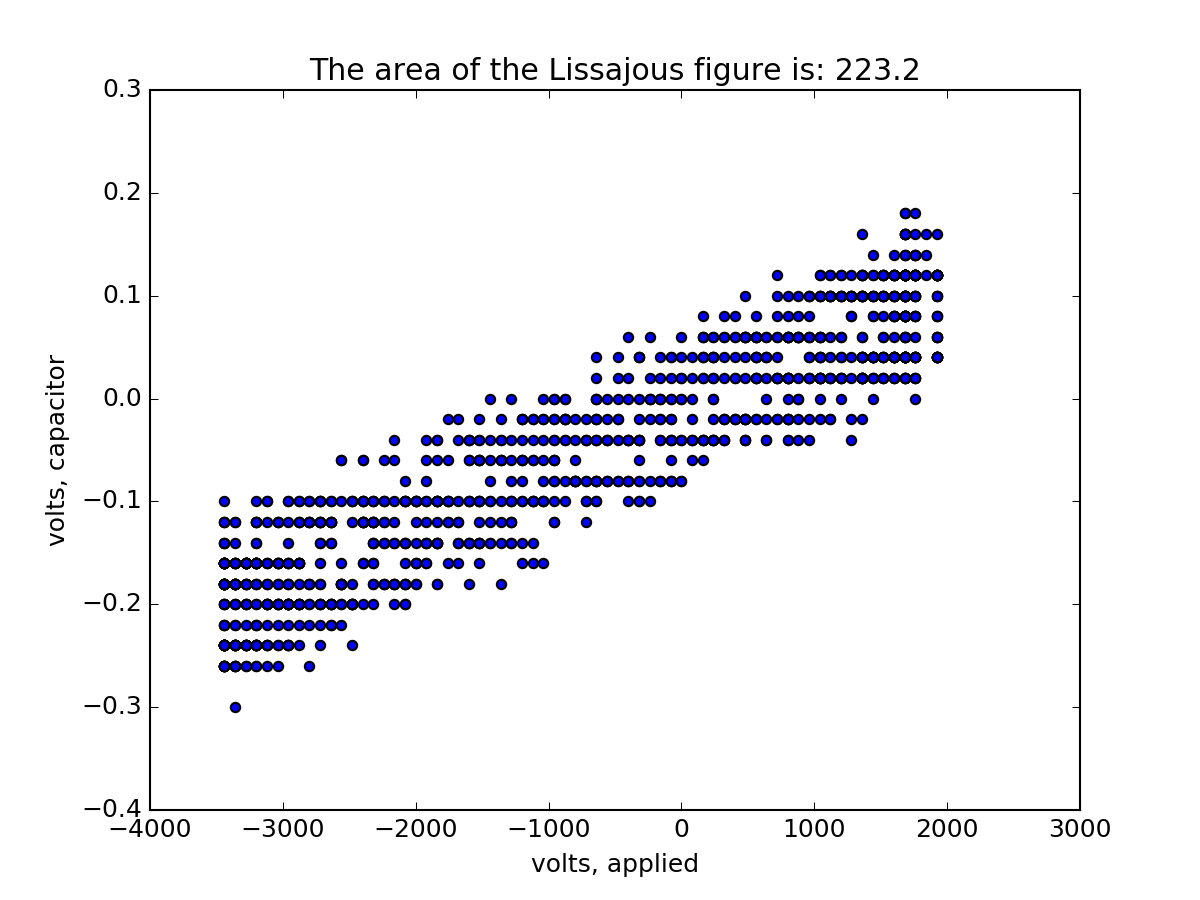 The area of the Lissajous figure is: 223.2
0.3
0.2
0.1
0.0
−0.1
−0.2
−0.3
−0.4
volts, capacitor
−4000 −3000 −2000 −1000 0 1000 2000 3000
volts, applied